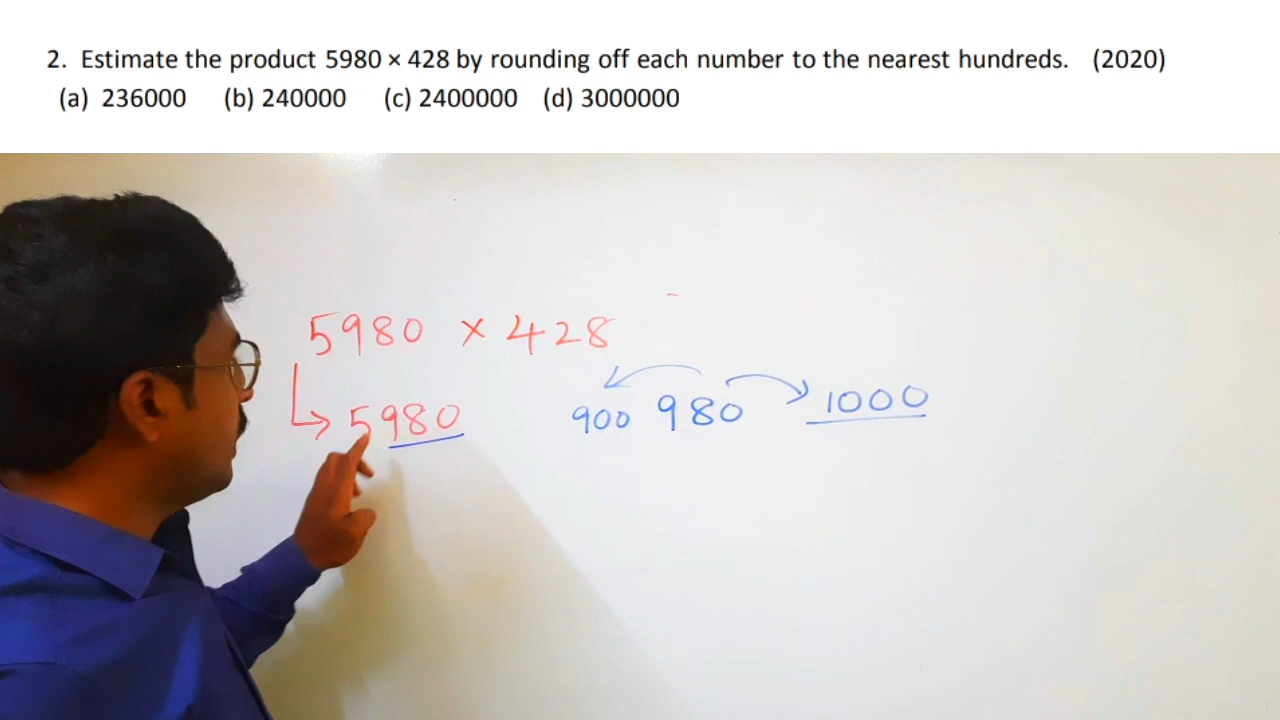 2. Estimate the product 5980 × 428 by rounding off each number to the nearest hundreds. (2020)
(a) 236000 (b) 240000 (c) 2400000 (d) 3000000
5980 × 428
5980 900 980 1000